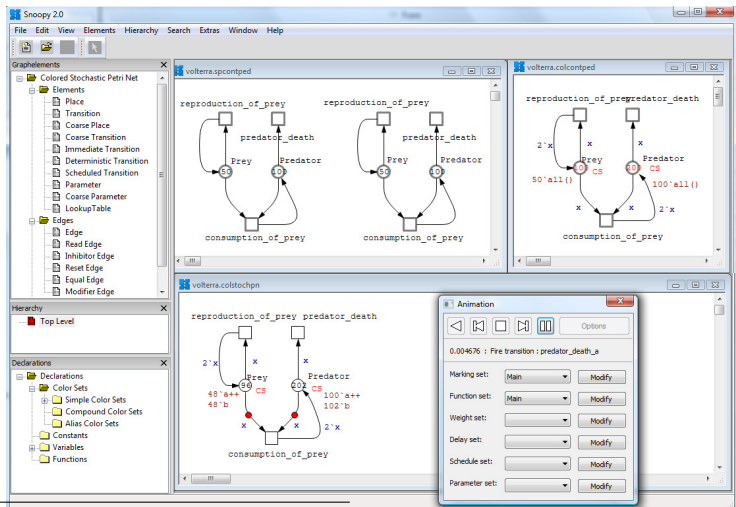 Snoopy 2.0
File Edit View Elements Hierarchy Search Extras Window Help
Graphelements
Colored Stochastic Petri Net
Elements
Place
Transition
Coarse Place
Coarse Transition
Immediate Transition
Deterministic Transition
Scheduled Transition
Parameter
Coarse Parameter
LookupTable
Edges
Edge
Read Edge
Inhibitor Edge
Reset Edge
Equal Edge
Modifier Edge
Hierarchy
Top Level
Declarations
Declarations
Color Sets
Simple Color Sets
Compound Color Sets
Alias Color Sets
Constants
Variables
Functions
volterra.spcontped
reproduction_of_prey
predator_death
Prey
Predator
50
100
consumption_of_prey
reproduction_of_prey
predator_death
Prey
Predator
50
100
consumption_of_prey
volterra.colcontped
reproduction_of_prey predator_death
2`x x x
Prey Predator
CS CS
50`all() 100`all()
x 2`x
consumption_of_prey
volterra.colstochpn
reproduction_of_prey predator_death
2`x x x
Prey Predator
96 CS 202 CS
48`a++ 100`a++
48`b 102`b
x x 2`x
consumption_of_prey
Animation
Options
0.004676 : Fire transition : predator_death_a
Marking set: Main Modify
Function set: Main Modify
Weight set: Modify
Delay set: Modify
Schedule set: Modify
Parameter set: Modify